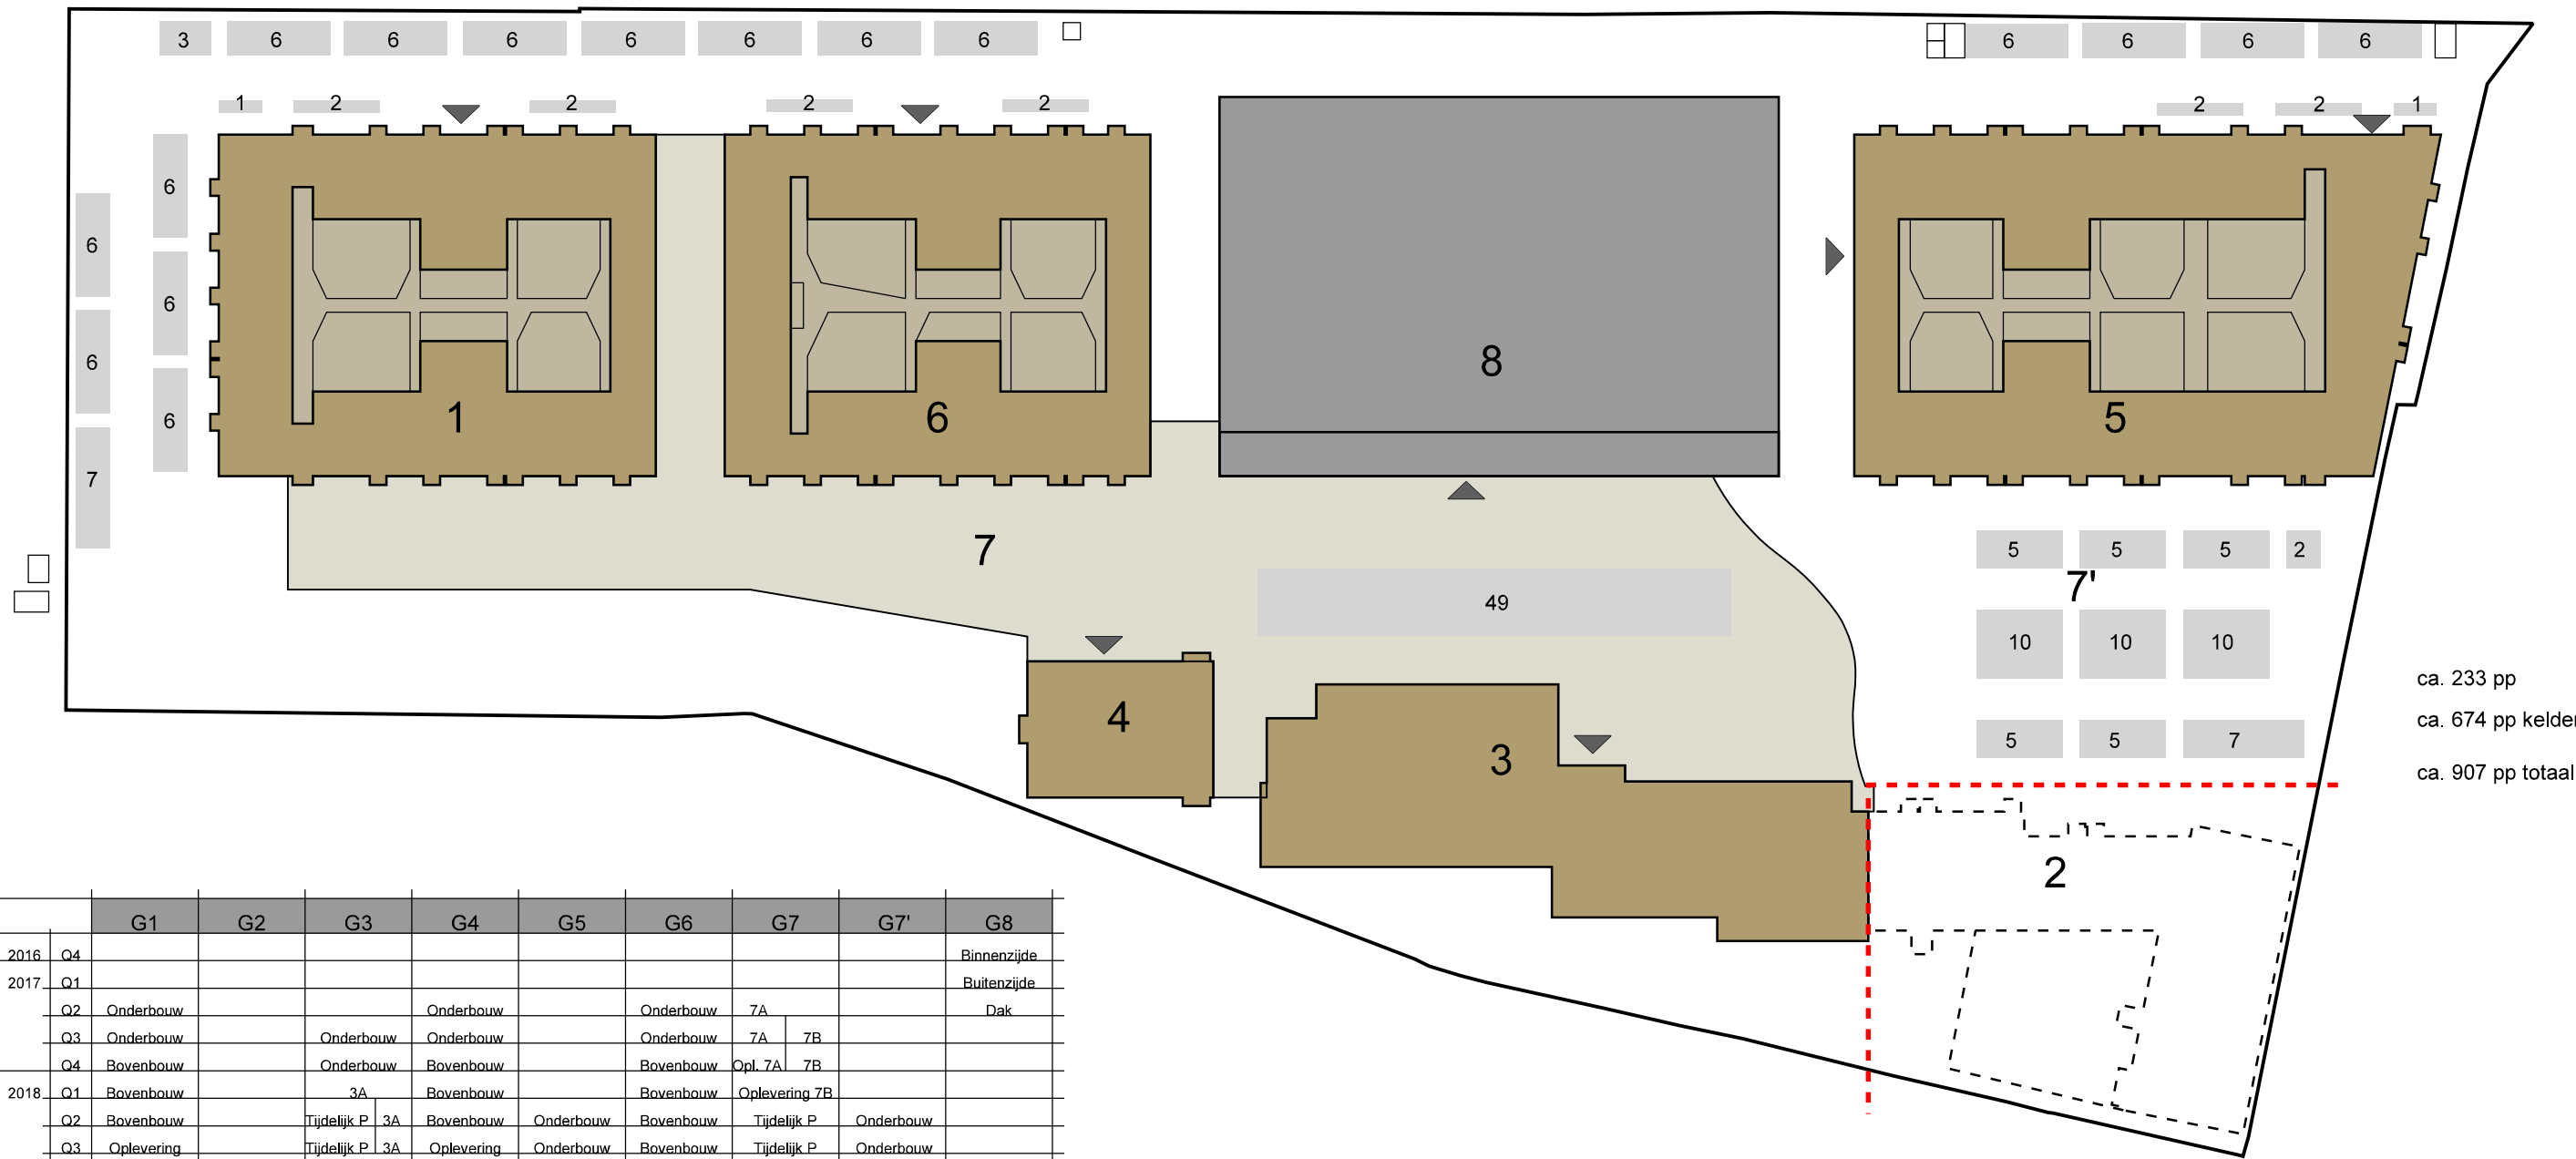 3 6 6 6 6 6 6 6 6 6 6 6
1 2 2 2 2 2 2 1
6
6
6
6
6
6
7
1
6
8
5
7
5 5 5 2
7'
49
10 10 10
4
3
5 5 7
2
ca. 233 pp
ca. 674 pp kelder
ca. 907 pp totaal
G1 G2 G3 G4 G5 G6 G7 G7' G8
2016 Q4 Binnenzijde
2017 Q1 Buitenzijde
Q2 Onderbouw Onderbouw Onderbouw 7A Dak
Q3 Onderbouw Onderbouw Onderbouw Onderbouw 7A 7B
Q4 Bovenbouw Onderbouw Bovenbouw Bovenbouw Opl. 7A 7B
2018 Q1 Bovenbouw 3A Bovenbouw Bovenbouw Oplevering 7B
Q2 Bovenbouw Tijdelijk P 3A Bovenbouw Onderbouw Bovenbouw Tijdelijk P Onderbouw
Q3 Oplevering Tijdelijk P 3A Oplevering Onderbouw Bovenbouw Tijdelijk P Onderbouw